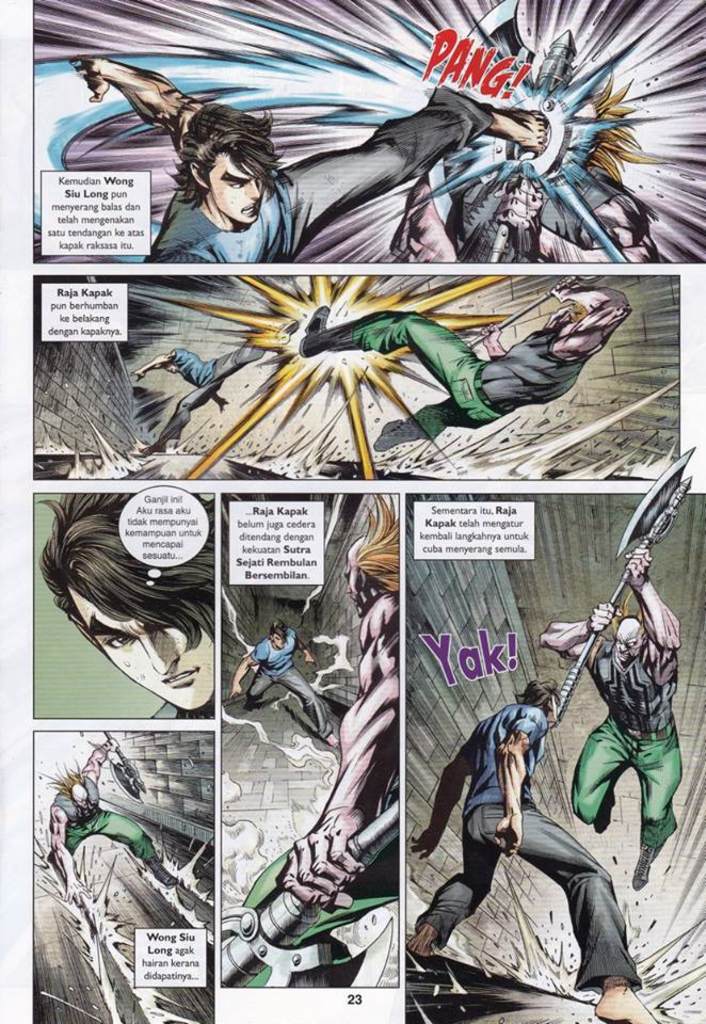 PANG!
Kemudian Wong
Siu Long pun
menyerang balas dan
telah mengenakan
satu tendangan ke atas
kapak raksasa itu.
Raja Kapak
pun berhumban
ke belakang
dengan kapaknya.
Ganjil ini!
Aku rasa aku
tidak mempunyai
kemampuan untuk
mencapai
sesuatu...
Wong Siu
Long agak
hairan kerana
didapatinya...
...Raja Kapak
belum juga cedera
ditendang dengan
kekuatan Sutra
Sejati Rembulan
Bersembilan.
Sementara itu, Raja
Kapak telah mengatur
kembali langkahnya untuk
cuba menyerang semula.
Yak!
23